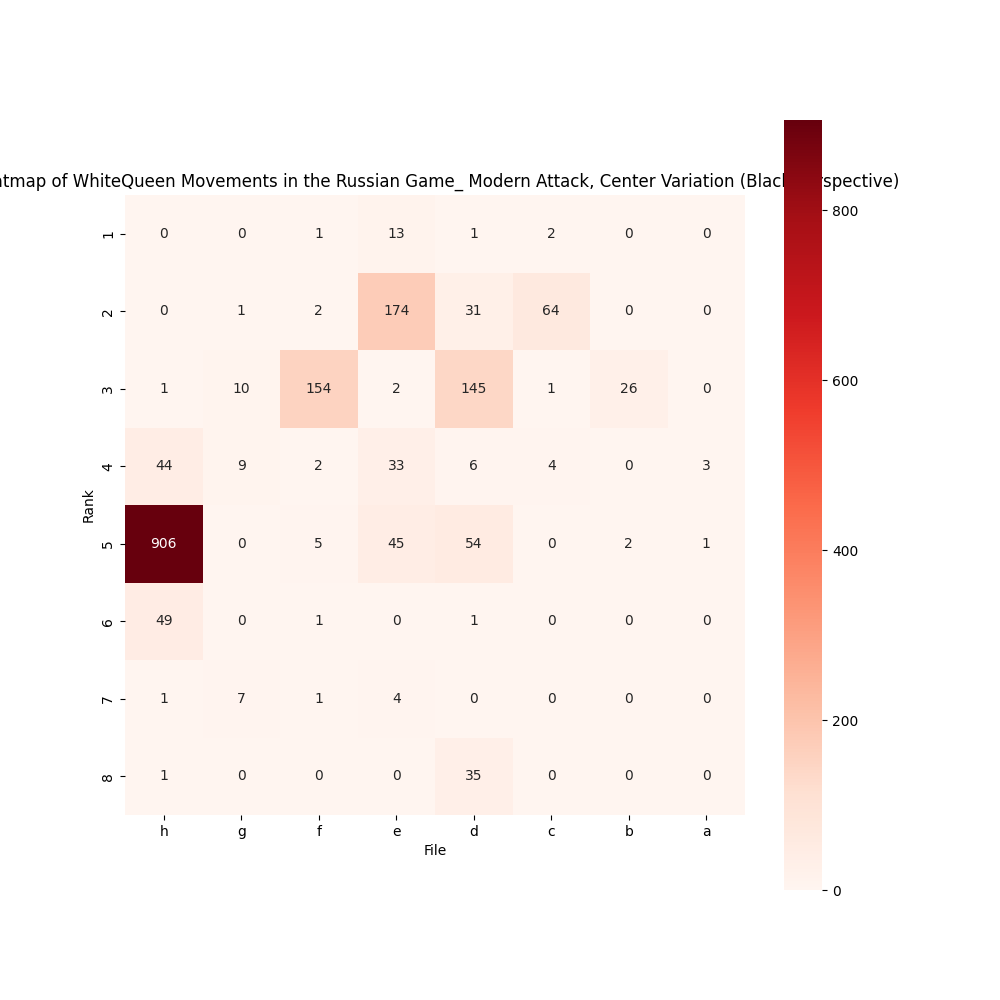 atmap of WhiteQueen Movements in the Russian Game_ Modern Attack, Center Variation (Black spective)
1 0 0 1 13 1 2 0 0
2 0 1 2 174 31 64 0 0
3 1 10 154 2 145 1 26 0
4 44 9 2 33 6 4 0 3
5 906 0 5 45 54 0 2 1
6 49 0 1 0 1 0 0 0
7 1 7 1 4 0 0 0 0
8 1 0 0 0 35 0 0 0
h g f e d c b a
File
Rank
800
600
400
200
0